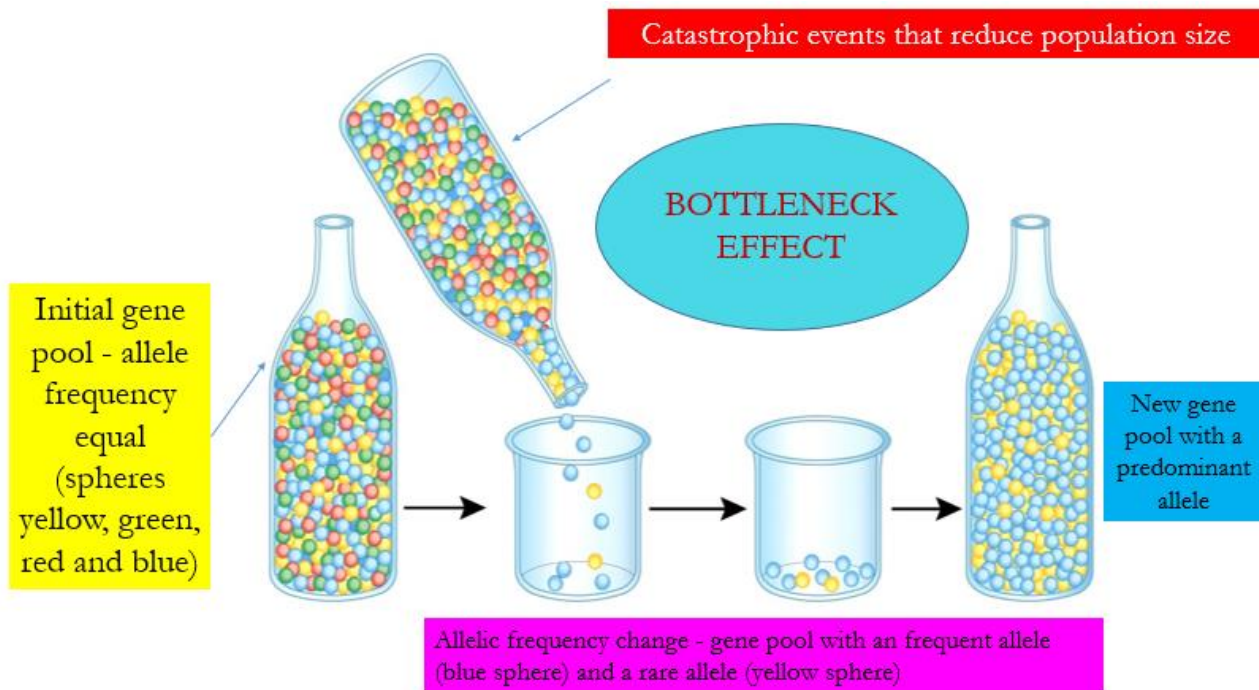 Catastrophic events that reduce population size
BOTTLENECK
EFFECT
Initial gene
pool - allele
frequency
equal
(spheres
yellow, green,
red and blue)
New gene
pool with a
predominant
allele
Allelic frequency change - gene pool with an frequent allele
(blue sphere) and a rare allele (yellow sphere)